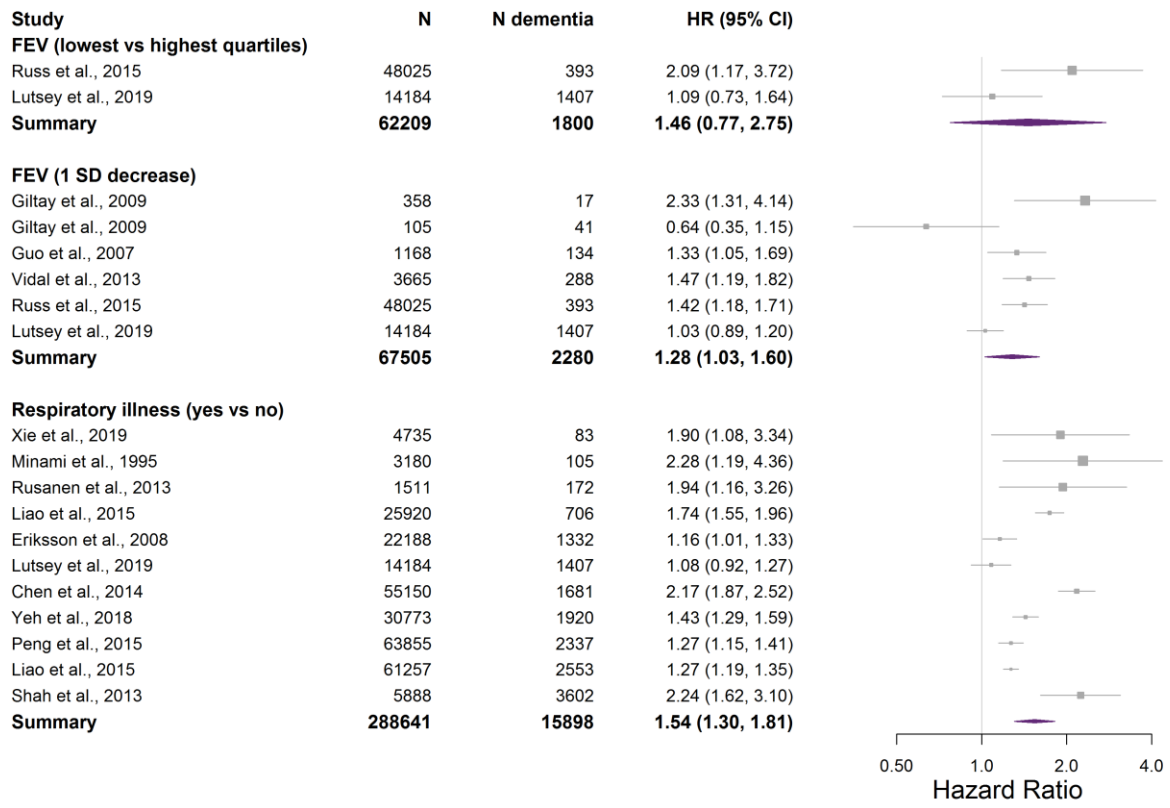 Study N N dementia HR (95% CI)
FEV (lowest vs highest quartiles)
Russ et al., 2015 48025 393 2.09 (1.17, 3.72)
Lutsey et al., 2019 14184 1407 1.09 (0.73, 1.64)
Summary 62209 1800 1.46 (0.77, 2.75)
FEV (1 SD decrease)
Giltay et al., 2009 358 17 2.33 (1.31, 4.14)
Giltay et al., 2009 105 41 0.64 (0.35, 1.15)
Guo et al., 2007 1168 134 1.33 (1.05, 1.69)
Vidal et al., 2013 3665 288 1.47 (1.19, 1.82)
Russ et al., 2015 48025 393 1.42 (1.18, 1.71)
Lutsey et al., 2019 14184 1407 1.03 (0.89, 1.20)
Summary 67505 2280 1.28 (1.03, 1.60)
Respiratory illness (yes vs no)
Xie et al., 2019 4735 83 1.90 (1.08, 3.34)
Minami et al., 1995 3180 105 2.28 (1.19, 4.36)
Rusanen et al., 2013 1511 172 1.94 (1.16, 3.26)
Liao et al., 2015 25920 706 1.74 (1.55, 1.96)
Eriksson et al., 2008 22188 1332 1.16 (1.01, 1.33)
Lutsey et al., 2019 14184 1407 1.08 (0.92, 1.27)
Chen et al., 2014 55150 1681 2.17 (1.87, 2.52)
Yeh et al., 2018 30773 1920 1.43 (1.29, 1.59)
Peng et al., 2015 63855 2337 1.27 (1.15, 1.41)
Liao et al., 2015 61257 2553 1.27 (1.19, 1.35)
Shah et al., 2013 5888 3602 2.24 (1.62, 3.10)
Summary 288641 15898 1.54 (1.30, 1.81)
0.50 1.0 2.0 4.0
Hazard Ratio